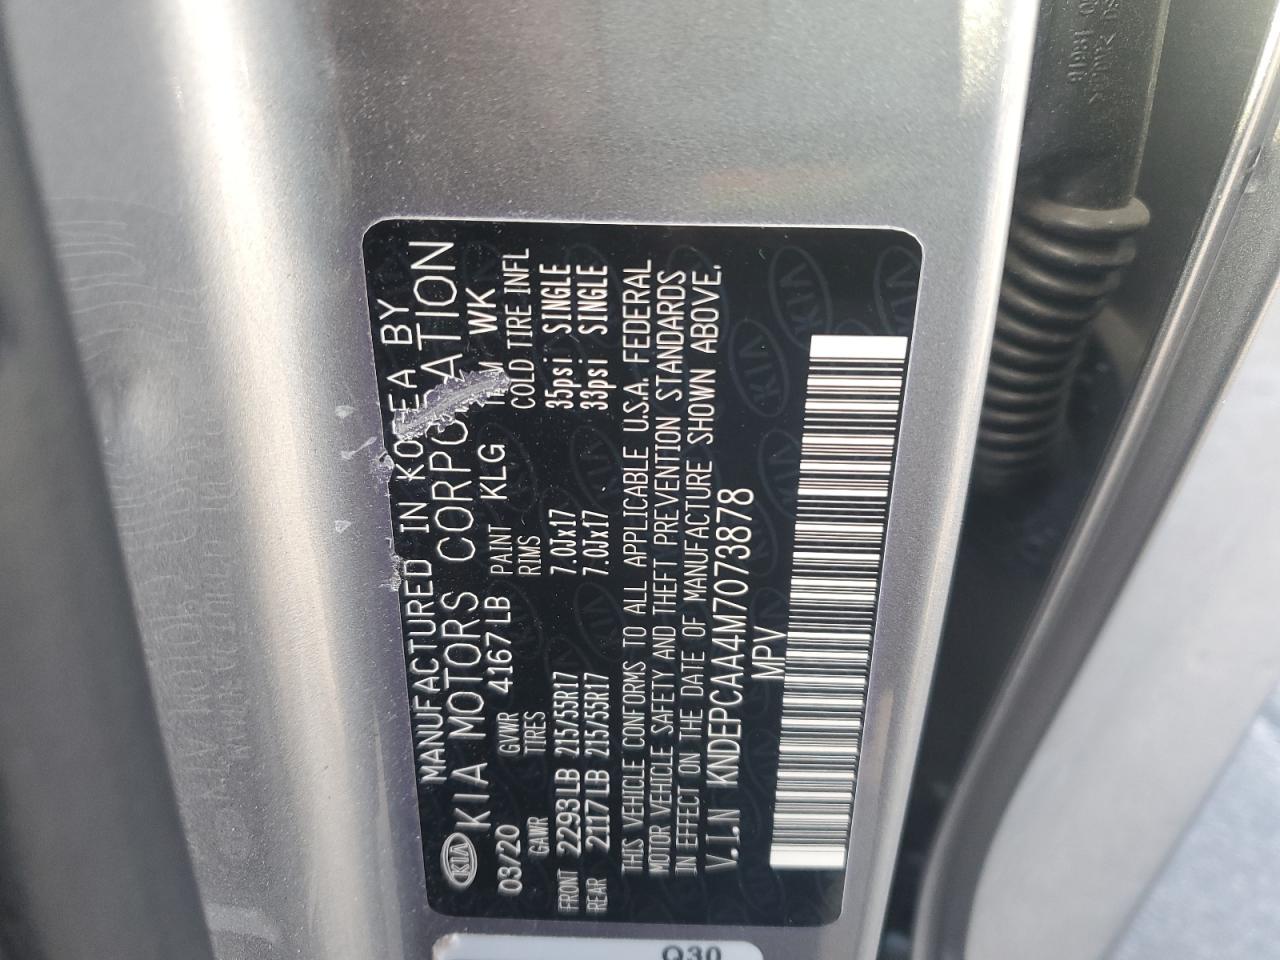 MANUFACTURED IN KOREA BY
KIA KIA MOTORS CORPORATION
03/20 GVWR 4167 LB PAINT KLG TRIM WK
GAWR TIRES RIMS COLD TIRE INFL
FRONT 2293LB 215/55R17 7.0Jx17 35psi SINGLE
REAR 2117LB 215/55R17 7.0Jx17 33psi SINGLE
THIS VEHICLE CONFORMS TO ALL APPLICABLE U.S.A. FEDERAL
MOTOR VEHICLE SAFETY AND THEFT PREVENTION STANDARDS
IN EFFECT ON THE DATE OF MANUFACTURE SHOWN ABOVE.
V.I.N KNDEPCAA4M7073878
MPV
Q30